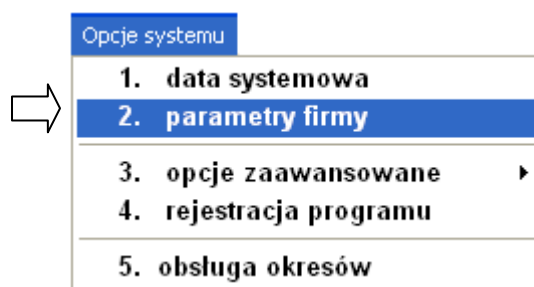 Opcje systemu
1. data systemowa
2. parametry firmy
3. opcje zaawansowane
4. rejestracja programu
5. obsługa okresów